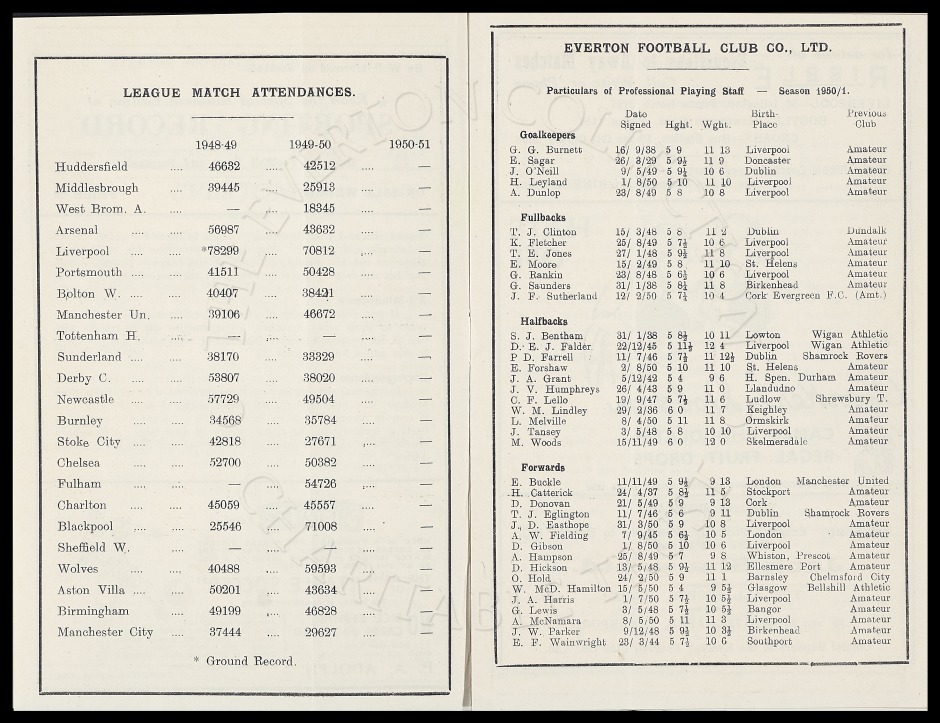 LEAGUE MATCH ATTENDANCES.
1948-49 1949-50 1950-51
Huddersfield .... 46632 ..... 42512 .... —
Middlesbrough .... 39445 .... 25913 .... —
West Brom. A. .... — .... 18345 .... —
Arsenal .... .... 56987 .... 43632 .... —
Liverpool .... .... *78299 .... 70812 .... —
Portsmouth .... .... 41511 .... 50428 .... —
Bolton W. .... .... 40407 .... 38421 .... —
Manchester Un. .... 39106 .... 46672 .... —
Tottenham H. .... — .... — .... —
Sunderland .... .... 38170 .... 33329 .... —
Derby C. .... .... 53807 .... 38020 .... —
Newcastle .... .... 57729 .... 49504 .... —
Burnley .... .... 34568 .... 35784 .... —
Stoke City .... .... 42818 .... 27671 .... —
Chelsea .... .... 52700 .... 50382 .... —
Fulham .... .... — .... 54726 .... —
Charlton .... .... 45059 .... 45557 .... —
Blackpool .... .... 25546 .... 71008 .... —
Sheffield W. .... — .... — .... —
Wolves .... .... 40488 .... 59593 .... —
Aston Villa .... .... 50201 .... 43634 .... —
Birmingham .... 49199 .... 46828 .... —
Manchester City .... 37444 .... 29627 .... —
* Ground Record.
EVERTON FOOTBALL CLUB CO., LTD.
Particulars of Professional Playing Staff — Season 1950/1.
Date Signed Hght. Wght. Birth-Place Previous Club
Goalkeepers
G. G. Burnett 16/ 9/38 5 9 11 13 Liverpool Amateur
E. Sagar 26/ 3/29 5 9½ 11 9 Doncaster Amateur
J. O'Neill 9/ 5/49 5 9½ 10 6 Dublin Amateur
H. Leyland 1/ 8/50 5 10 11 10 Liverpool Amateur
A. Dunlop 23/ 8/49 5 8 10 8 Liverpool Amateur
Fullbacks
T. J. Clinton 15/ 3/48 5 8 11 2 Dublin Dundalk
K. Fletcher 25/ 8/49 5 7½ 10 6 Liverpool Amateur
T. E. Jones 27/ 1/48 5 9½ 11 8 Liverpool Amateur
E. Moore 15/ 2/49 5 8 11 10 St. Helens Amateur
G. Rankin 23/ 8/48 5 6½ 10 6 Liverpool Amateur
G. Saunders 31/ 1/38 5 8½ 11 8 Birkenhead Amateur
J. F. Sutherland 12/ 2/50 5 7½ 10 4 Cork Evergreen F.C. (Amt.)
Halfbacks
S. J. Bentham 31/ 1/38 5 8½ 10 11 Lowton Wigan Athletic
D. E. J. Falder 22/12/45 5 11½ 12 4 Liverpool Wigan Athletic
P D. Farrell 11/ 7/46 5 7½ 11 12½ Dublin Shamrock Rovers
E. Forshaw 2/ 8/50 5 10 11 10 St. Helens Amateur
J. A. Grant 5/12/42 5 4 9 6 H. Spen. Durham Amateur
J. V. Humphreys 26/ 4/43 5 9 11 0 Llandudno Amateur
C. F. Lello 19/ 9/47 5 7½ 11 6 Ludlow Shrewsbury T.
W. M. Lindley 29/ 2/36 6 0 11 7 Keighley Amateur
L. Melville 8/ 4/50 5 11 11 8 Ormskirk Amateur
J. Tansey 3/ 5/48 5 8 10 10 Liverpool Amateur
M. Woods 15/11/49 6 0 12 0 Skelmersdale Amateur
Forwards
E. Buckle 11/11/49 5 9½ 9 13 London Manchester United
H. Catterick 24/ 4/37 5 8½ 11 5 Stockport Amateur
D. Donovan 21/ 5/49 5 9 9 13 Cork Amateur
T. J. Eglington 11/ 7/46 5 6 9 11 Dublin Shamrock Rovers
J. D. Easthope 31/ 3/50 5 9 10 8 Liverpool Amateur
A. W. Fielding 7/ 9/45 5 6½ 10 5 London Amateur
D. Gibson 1/ 8/50 5 10 10 6 Liverpool Amateur
A. Hampson 25/ 8/49 5 7 9 8 Whiston, Prescot Amateur
D. Hickson 13/ 5/48 5 9½ 11 12 Ellesmere Port Amateur
O. Hold 24/ 2/50 5 9 11 1 Barnsley Chelmsford City
W. McD. Hamilton 15/ 5/50 5 4 9 5½ Glasgow Bellshill Athletic
J. A. Harris 1/ 7/50 5 7½ 10 5½ Liverpool Amateur
G. Lewis 3/ 5/48 5 7½ 10 5½ Bangor Amateur
A. McNamara 8/ 5/50 5 11 11 3 Liverpool Amateur
J. W. Parker 9/12/48 5 9½ 10 3½ Birkenhead Amateur
E. F. Wainwright 23/ 3/44 5 7½ 10 6 Southport Amateur